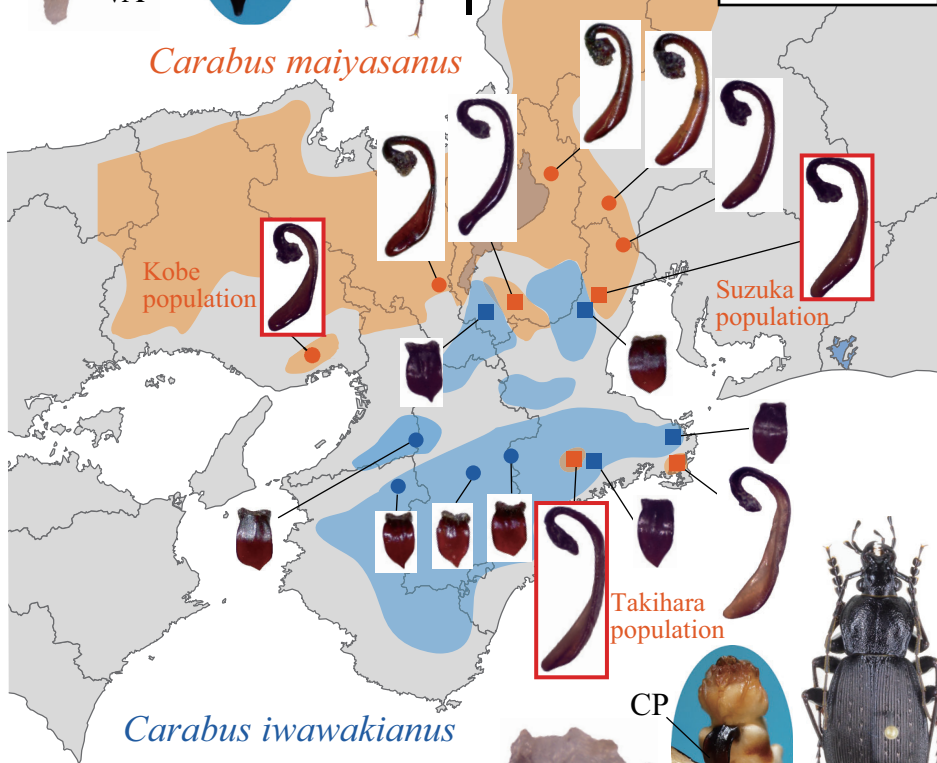 Carabus maiyasanus
Kobe
population
Suzuka
population
Takihara
population
CP
Carabus iwawakianus